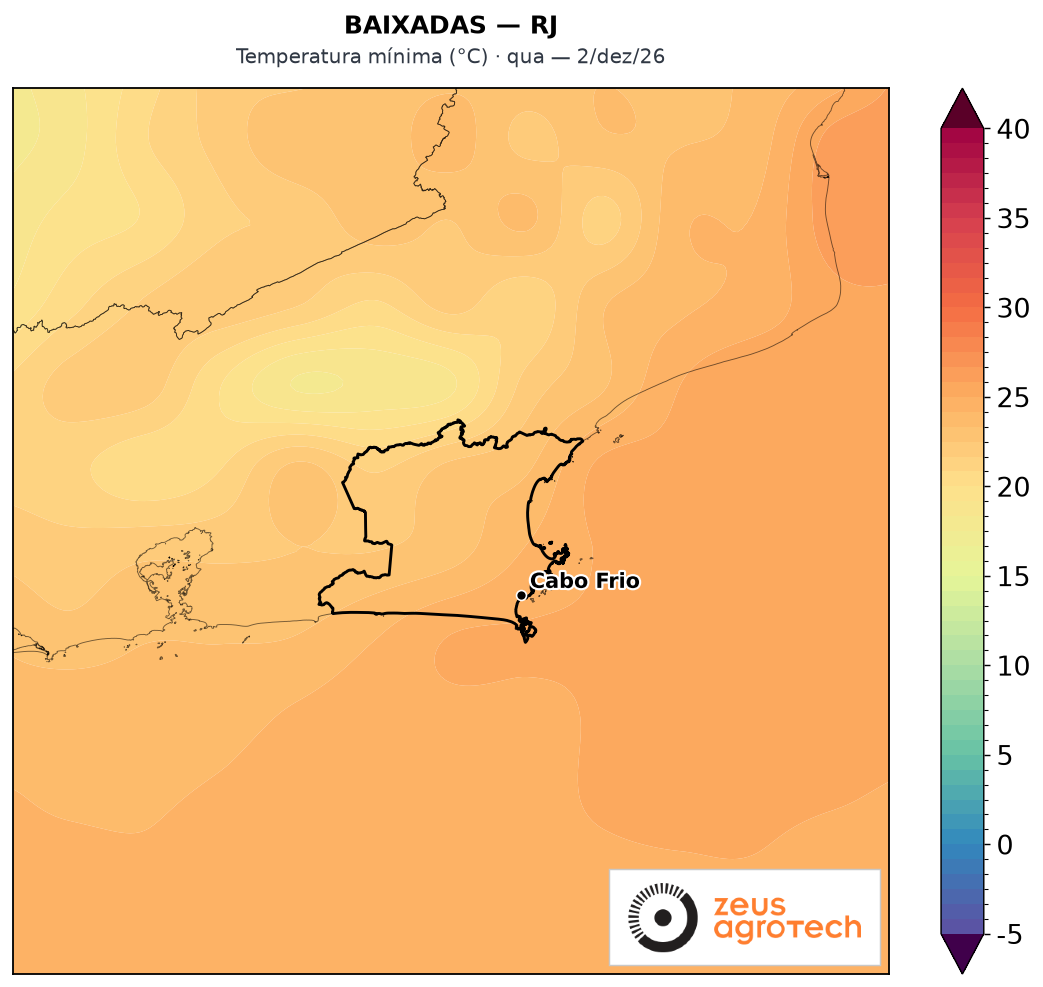 BAIXADAS — RJ
Temperatura mínima (°C) · qua — 2/dez/26
40
35
30
25
20
15
10
5
0
-5
Cabo Frio
zeus
agrotech